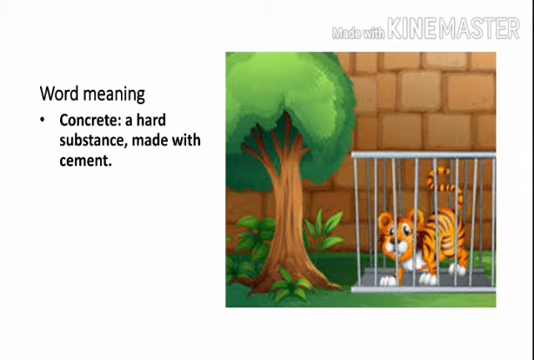 Made with KINEMASTER
Word meaning
• Concrete: a hard
substance, made with
cement.